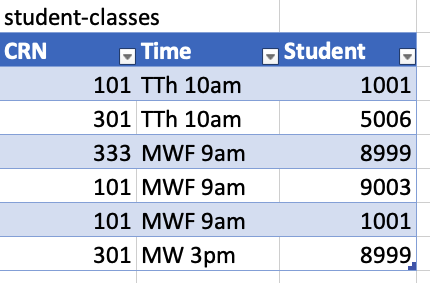 student-classes
CRN Time Student
101 TTh 10am 1001
301 TTh 10am 5006
333 MWF 9am 8999
101 MWF 9am 9003
101 MWF 9am 1001
301 MW 3pm 8999